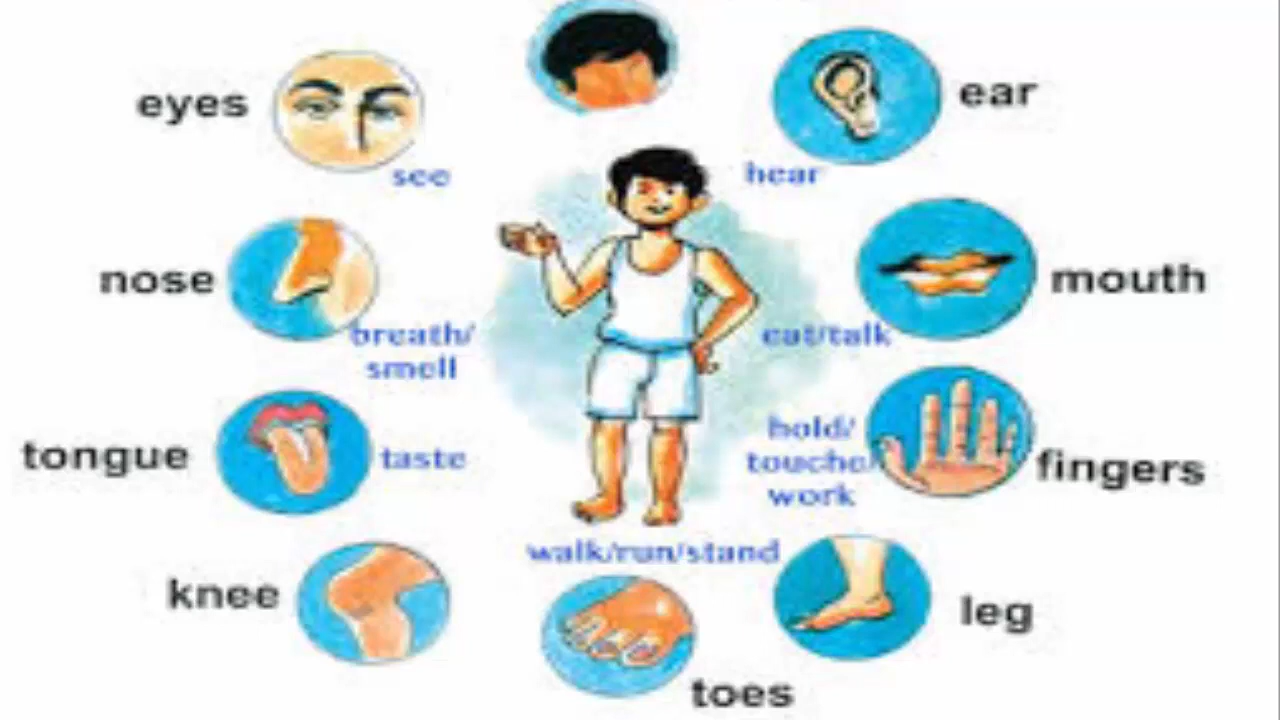 eyes
see
ear
hear
nose
breath/
smell
mouth
eat/talk
tongue
taste
hold/
touche/
work
fingers
knee
walk/run/stand
leg
toes